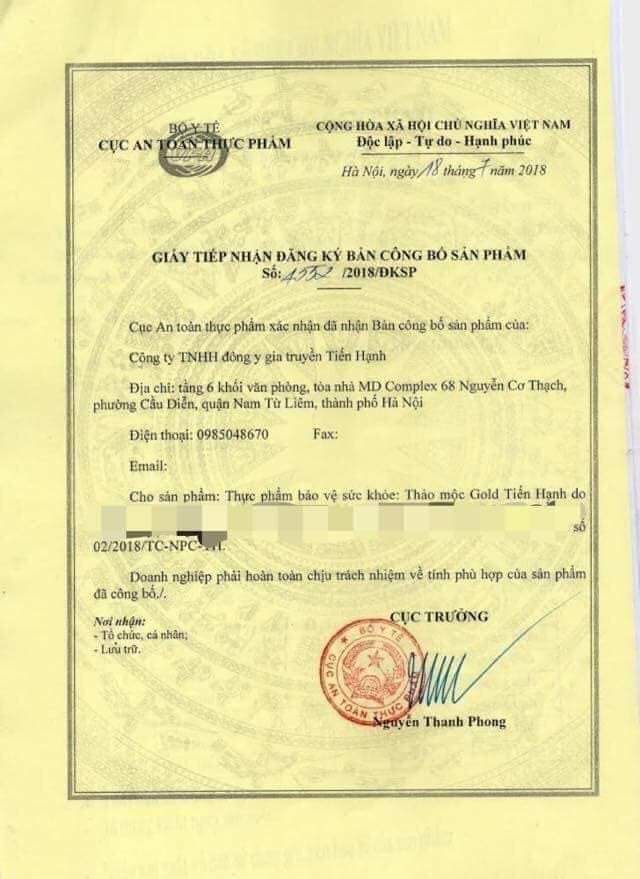 BỘ Y TẾ
CỤC AN TOÀN THỰC PHẨM
CỘNG HÒA XÃ HỘI CHỦ NGHĨA VIỆT NAM
Độc lập - Tự do - Hạnh phúc
Hà Nội, ngày 18 tháng 7 năm 2018
GIẤY TIẾP NHẬN ĐĂNG KÝ BẢN CÔNG BỐ SẢN PHẨM
Số: 4552 /2018/ĐKSP
Cục An toàn thực phẩm xác nhận đã nhận Bản công bố sản phẩm của:
Công ty TNHH đông y gia truyền Tiến Hạnh
Địa chỉ: tầng 6 khối văn phòng, tòa nhà MD Complex 68 Nguyễn Cơ Thạch,
phường Cầu Diễn, quận Nam Từ Liêm, thành phố Hà Nội
Điện thoại: 0985048670 Fax:
Email:
Cho sản phẩm: Thực phẩm bảo vệ sức khỏe: Thảo mộc Gold Tiến Hạnh do
số
02/2018/TC-NPC-TH.
Doanh nghiệp phải hoàn toàn chịu trách nhiệm về tính phù hợp của sản phẩm
đã công bố./.
Nơi nhận:
- Tổ chức, cá nhân;
- Lưu trữ.
CỤC TRƯỞNG
BỘ Y TẾ
CỤC AN TOÀN THỰC PHẨM
Nguyễn Thanh Phong